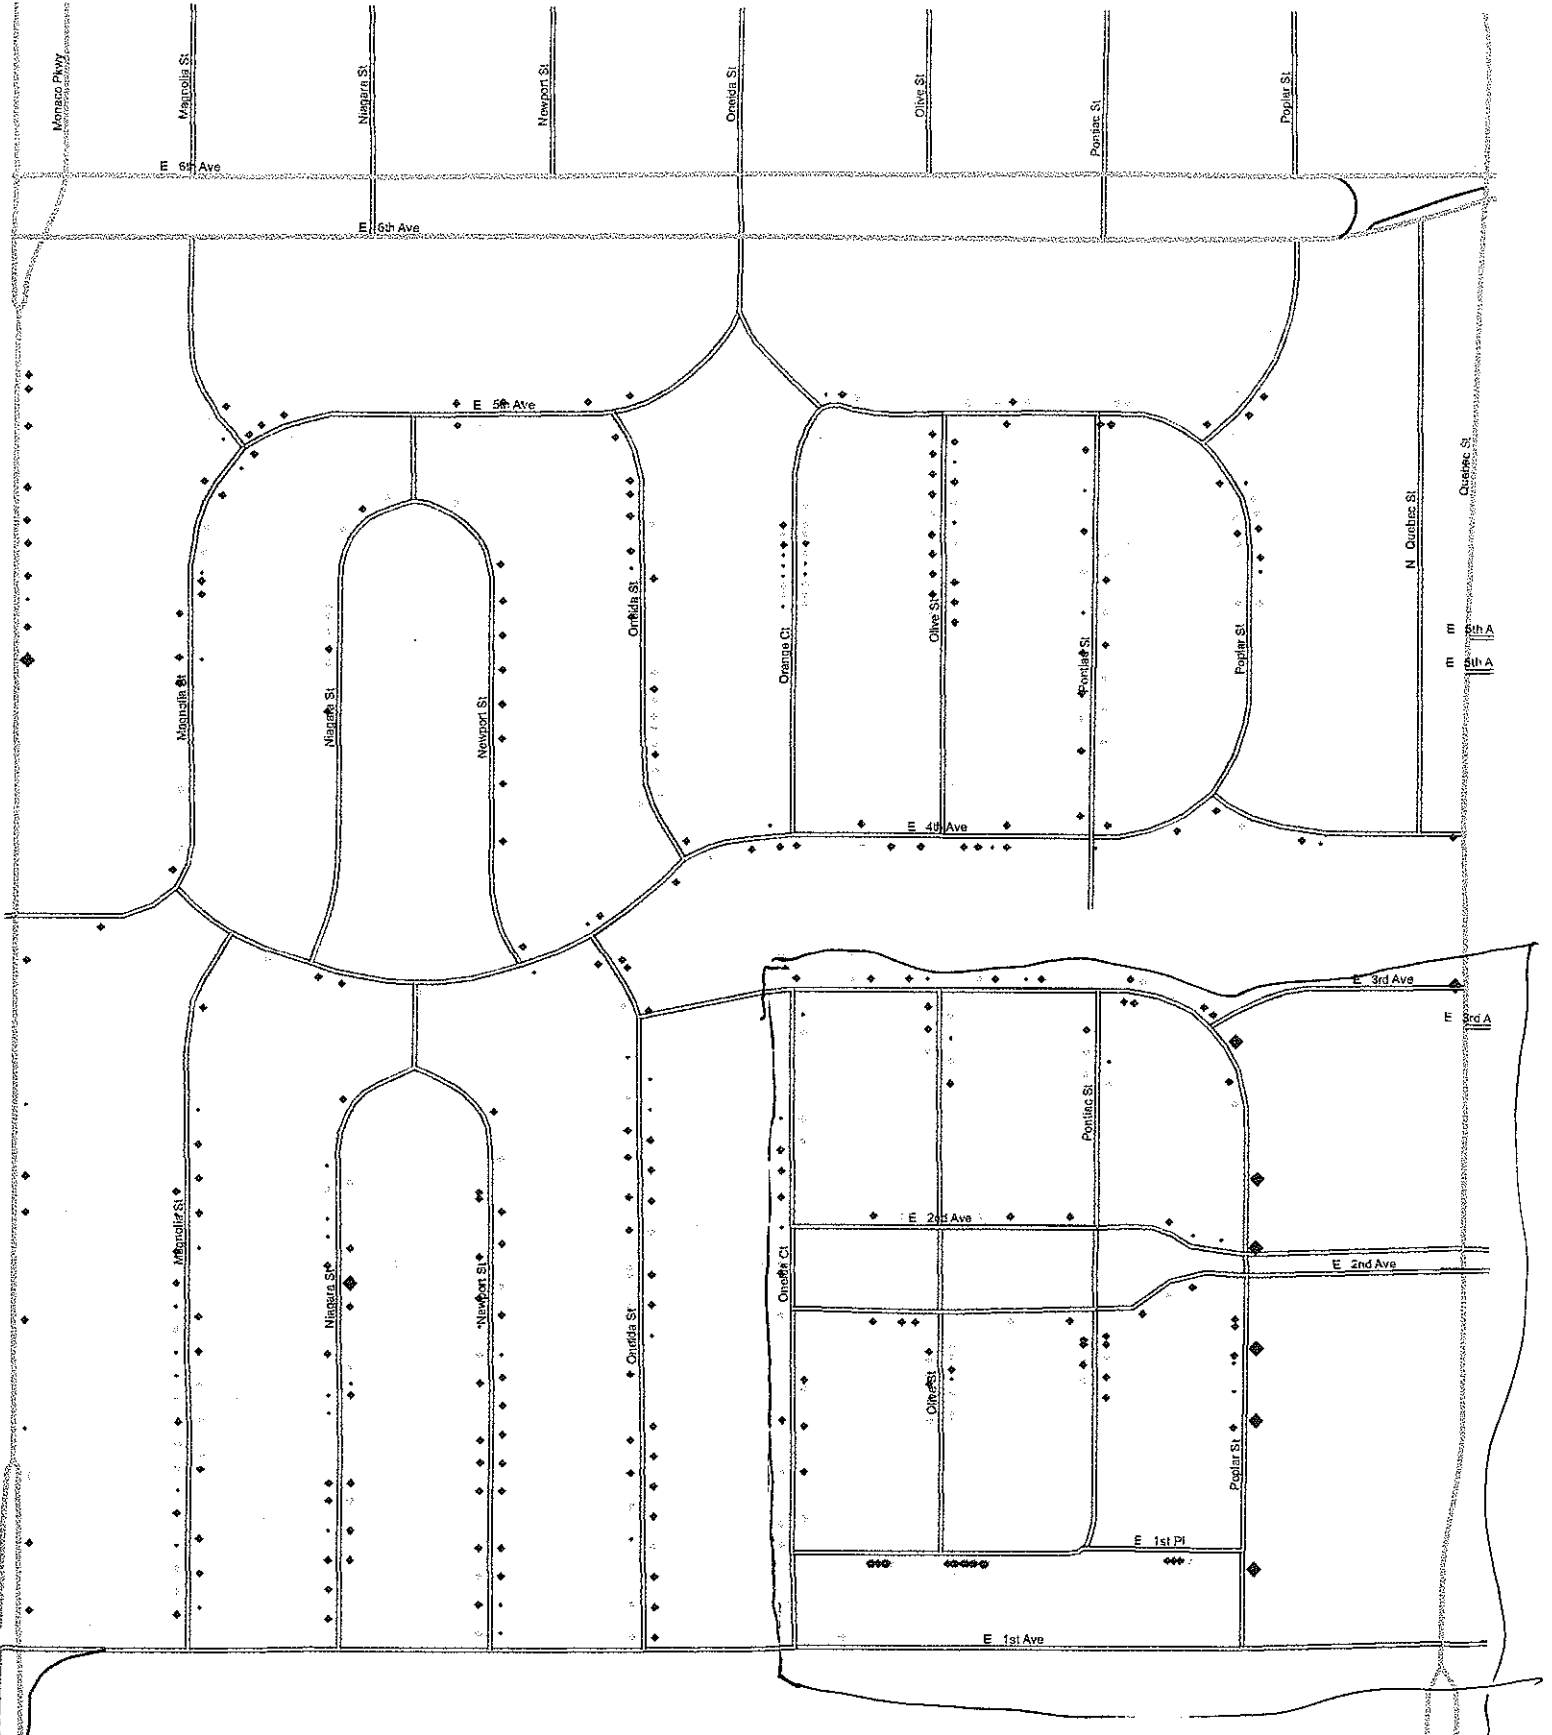 Monaco Pkwy
Magnolia St
Niagara St
Newport St
Oneida St
Olive St
Pontiac St
Poplar St
E 6th Ave
E 6th Ave
E 5th Ave
Quebec St
N Quebec St
Oneida St
Olive St
Orange Ct
Poplar St
E 5th A
E 5th A
Pontiac St
Magnolia St
Niagara St
Newport St
E 4th Ave
E 3rd Ave
E 3rd A
Pontiac St
Magnolia St
E 2nd Ave
Oneida Ct
E 2nd Ave
Niagara St
Newport St
Oneida St
Olive St
Poplar St
E 1st Pl
E 1st Ave